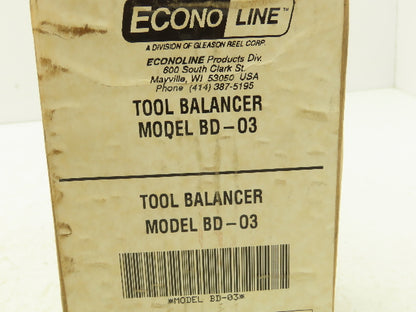 ECONO LINE™
A DIVISION OF GLEASON REEL CORP.
ECONOLINE Products Div.
600 South Clark St.
Mayville, WI 53050 USA
Phone (414) 387-5195
TOOL BALANCER
MODEL BD-03
TOOL BALANCER
MODEL BD-03
*MODEL BD-03*